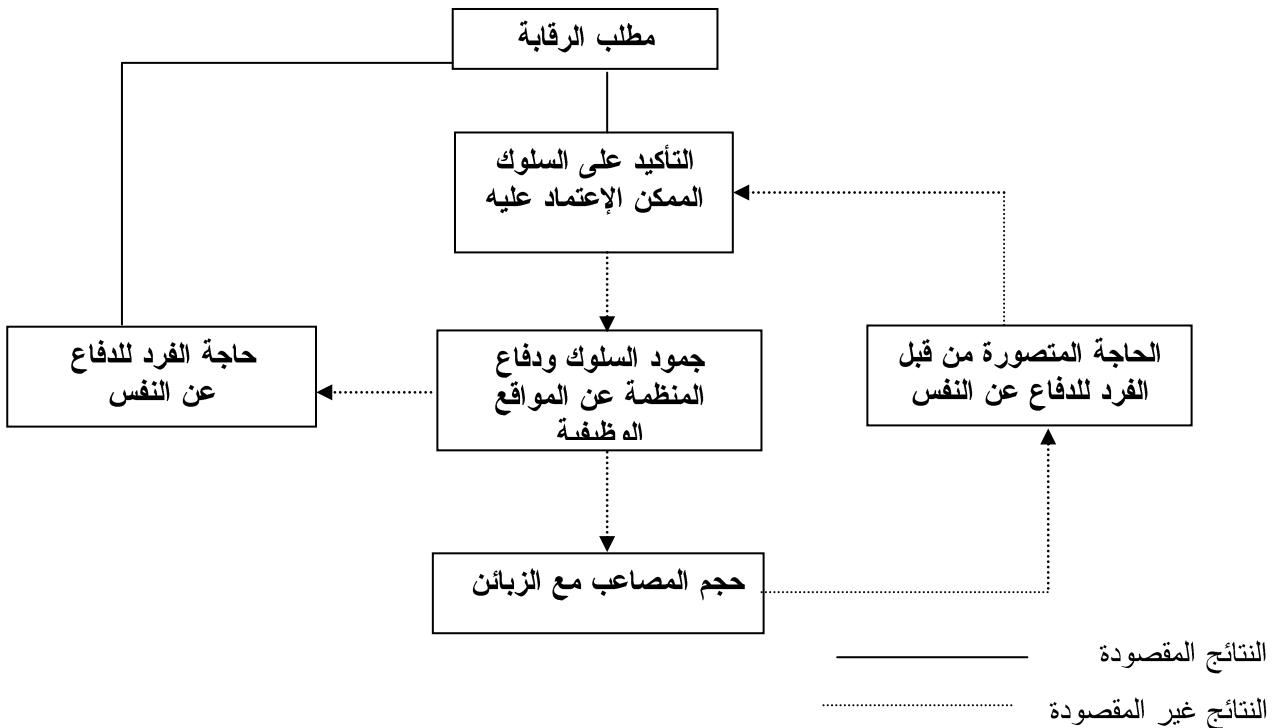 مطلب الرقابة
التأكيد على السلوك
الممكن الإعتماد عليه
الحاجة المتصورة من قبل
الفرد للدفاع عن النفس
جمود السلوك ودفاع
المنظمة عن المواقع
الوظيفية
حاجة الفرد للدفاع
عن النفس
حجم المصاعب مع الزبائن
النتائج المقصودة
النتائج غير المقصودة